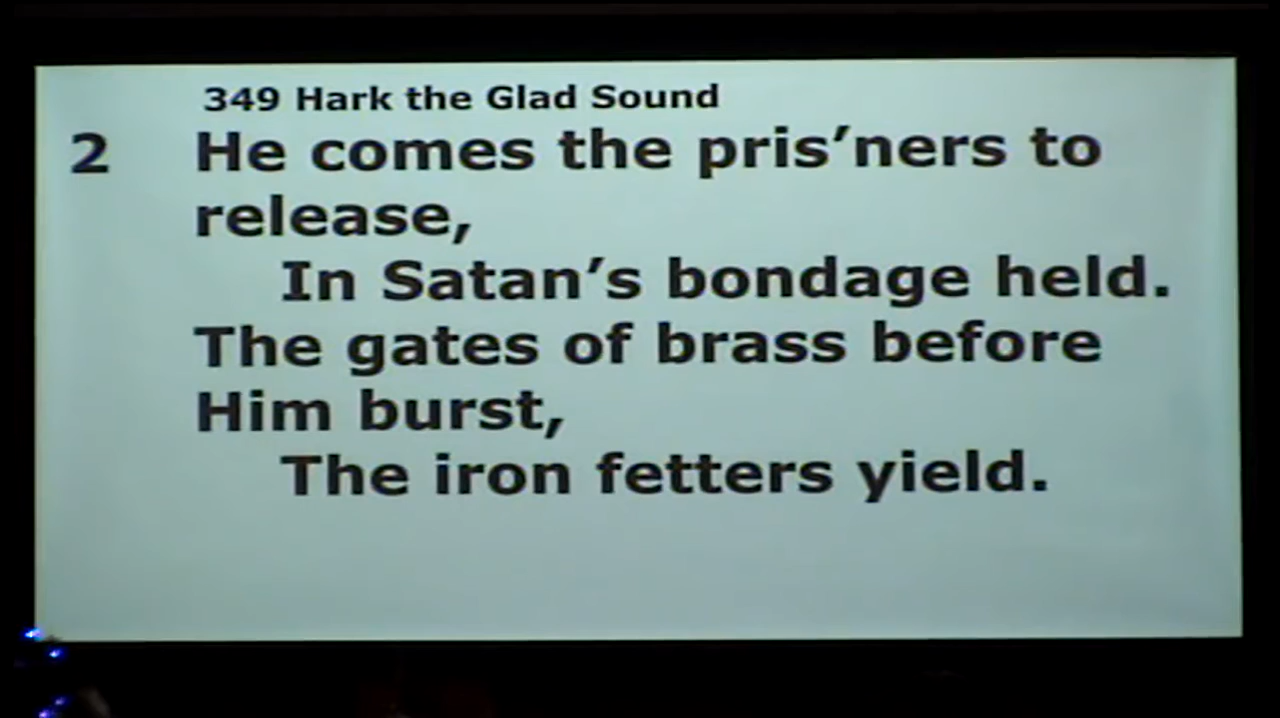 349 Hark the Glad Sound
2 He comes the pris’ners to
release,
In Satan’s bondage held.
The gates of brass before
Him burst,
The iron fetters yield.